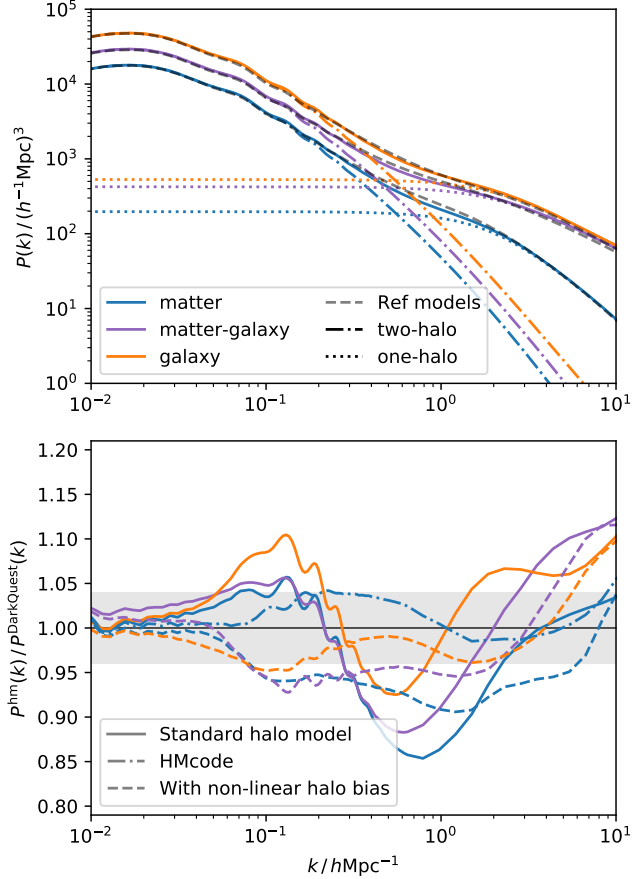 10^5
10^4
10^3
10^2
10^1
10^0
P(k) / (h^−1 Mpc)^3
matter
matter-galaxy
galaxy
Ref models
two-halo
one-halo
10^−2
10^−1
10^0
10^1
1.20
1.15
1.10
1.05
1.00
0.95
0.90
0.85
0.80
P^hm(k) / P^DarkQuest(k)
Standard halo model
HMcode
With non-linear halo bias
10^−2
10^−1
10^0
10^1
k / hMpc^−1